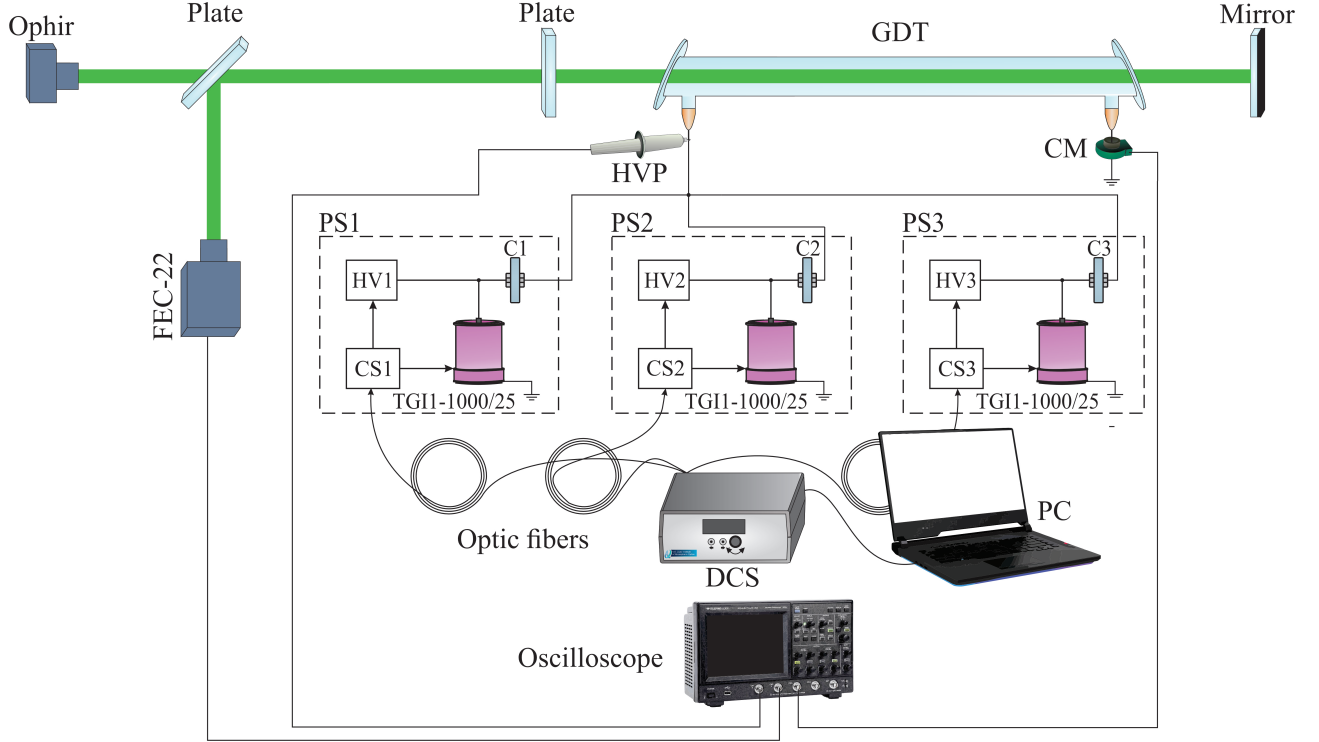 Ophir
Plate
Plate
GDT
Mirror
HVP
CM
PS1
PS2
PS3
C1
C2
C3
HV1
HV2
HV3
FEC-22
CS1
CS2
CS3
TGI1-1000/25
TGI1-1000/25
TGI1-1000/25
Optic fibers
PC
DCS
Oscilloscope